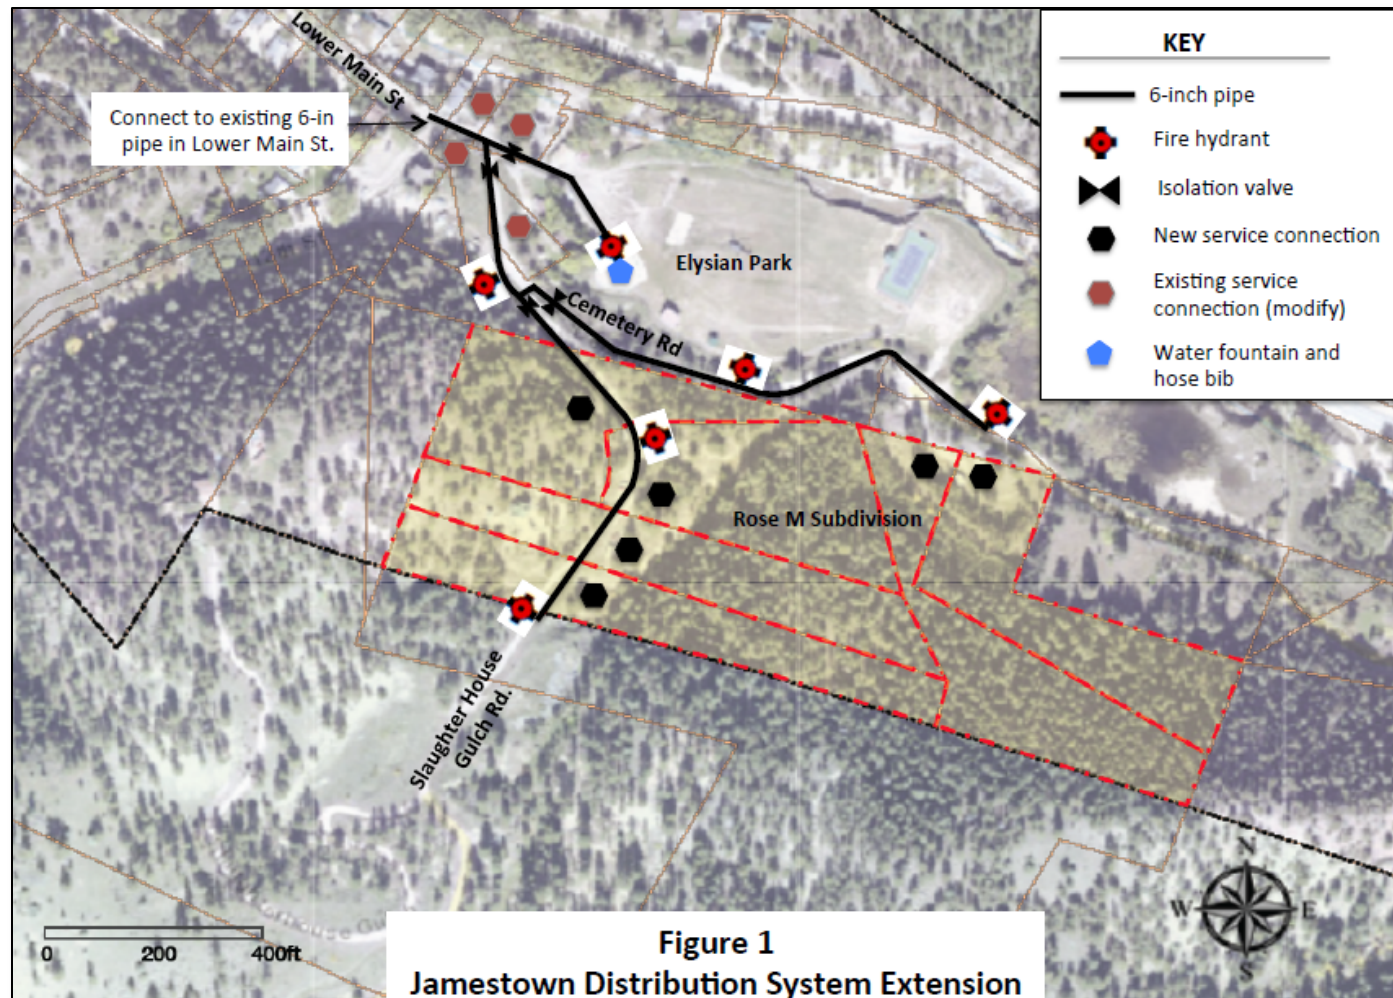 Lower Main St
Connect to existing 6-in
pipe in Lower Main St.
KEY
6-inch pipe
Fire hydrant
Isolation valve
New service connection
Existing service
connection (modify)
Water fountain and
hose bib
Elysian Park
Cemetery Rd
Rose M Subdivision
Slaughter House
Gulch Rd.
N
W E
S
0 200 400ft
Figure 1
Jamestown Distribution System Extension